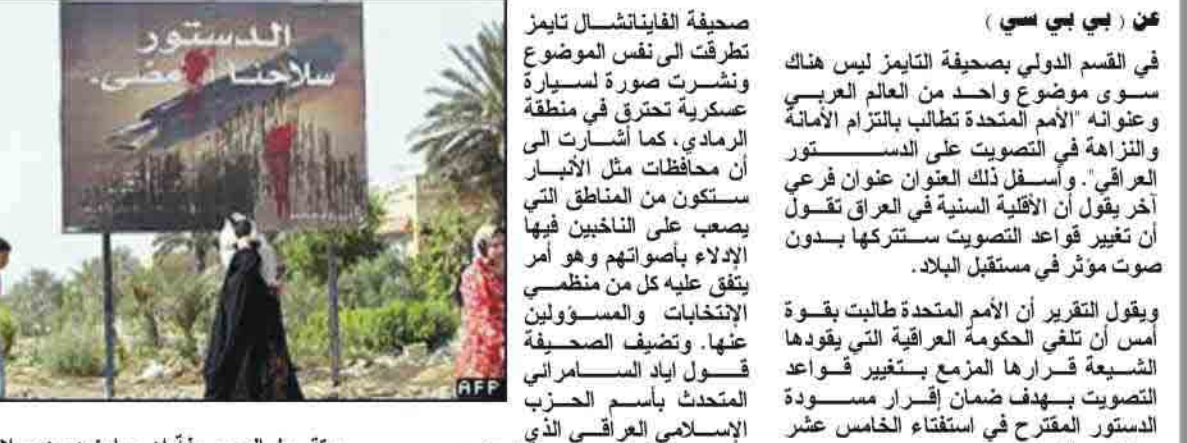 عن ( بي بي سي )
في القسم الدولي بصحيفة التايمز ليس هناك
سوى موضوع واحد من العالم العربي
وعنوانه "الأمم المتحدة تطالب بالتزام الأمانة
والنزاهة في التصويت على الدستور
العراقي". وأسفل ذلك العنوان عنوان فرعي
آخر يقول أن الأقلية السنية في العراق تقول
أن تغيير قواعد التصويت ستتركها بدون
صوت مؤثر في مستقبل البلاد.
ويقول التقرير أن الأمم المتحدة طالبت بقوة
أمس أن تلغي الحكومة العراقية التي يقودها
الشيعة قرارها المزمع بتغيير قواعد
التصويت بهدف ضمان إقرار مسودة
الدستور المقترح في استفتاء الخامس عشر
صحيفة الفاينانشال تايمز
تطرقت الى نفس الموضوع
ونشرت صورة لسيارة
عسكرية تحترق في منطقة
الرمادي، كما أشارت الى
أن محافظات مثل الأنبار
ستكون من المناطق التي
يصعب على الناخبين فيها
الإدلاء بأصواتهم وهو أمر
يتفق عليه كل من منظمي
الإنتخابات والمسؤولين
عنها. وتضيف الصحيفة
قول اياد السامرائي
المتحدث بأسم الحزب
الإسلامي العراقي الذي
الدستور
سلاحنا
AFP